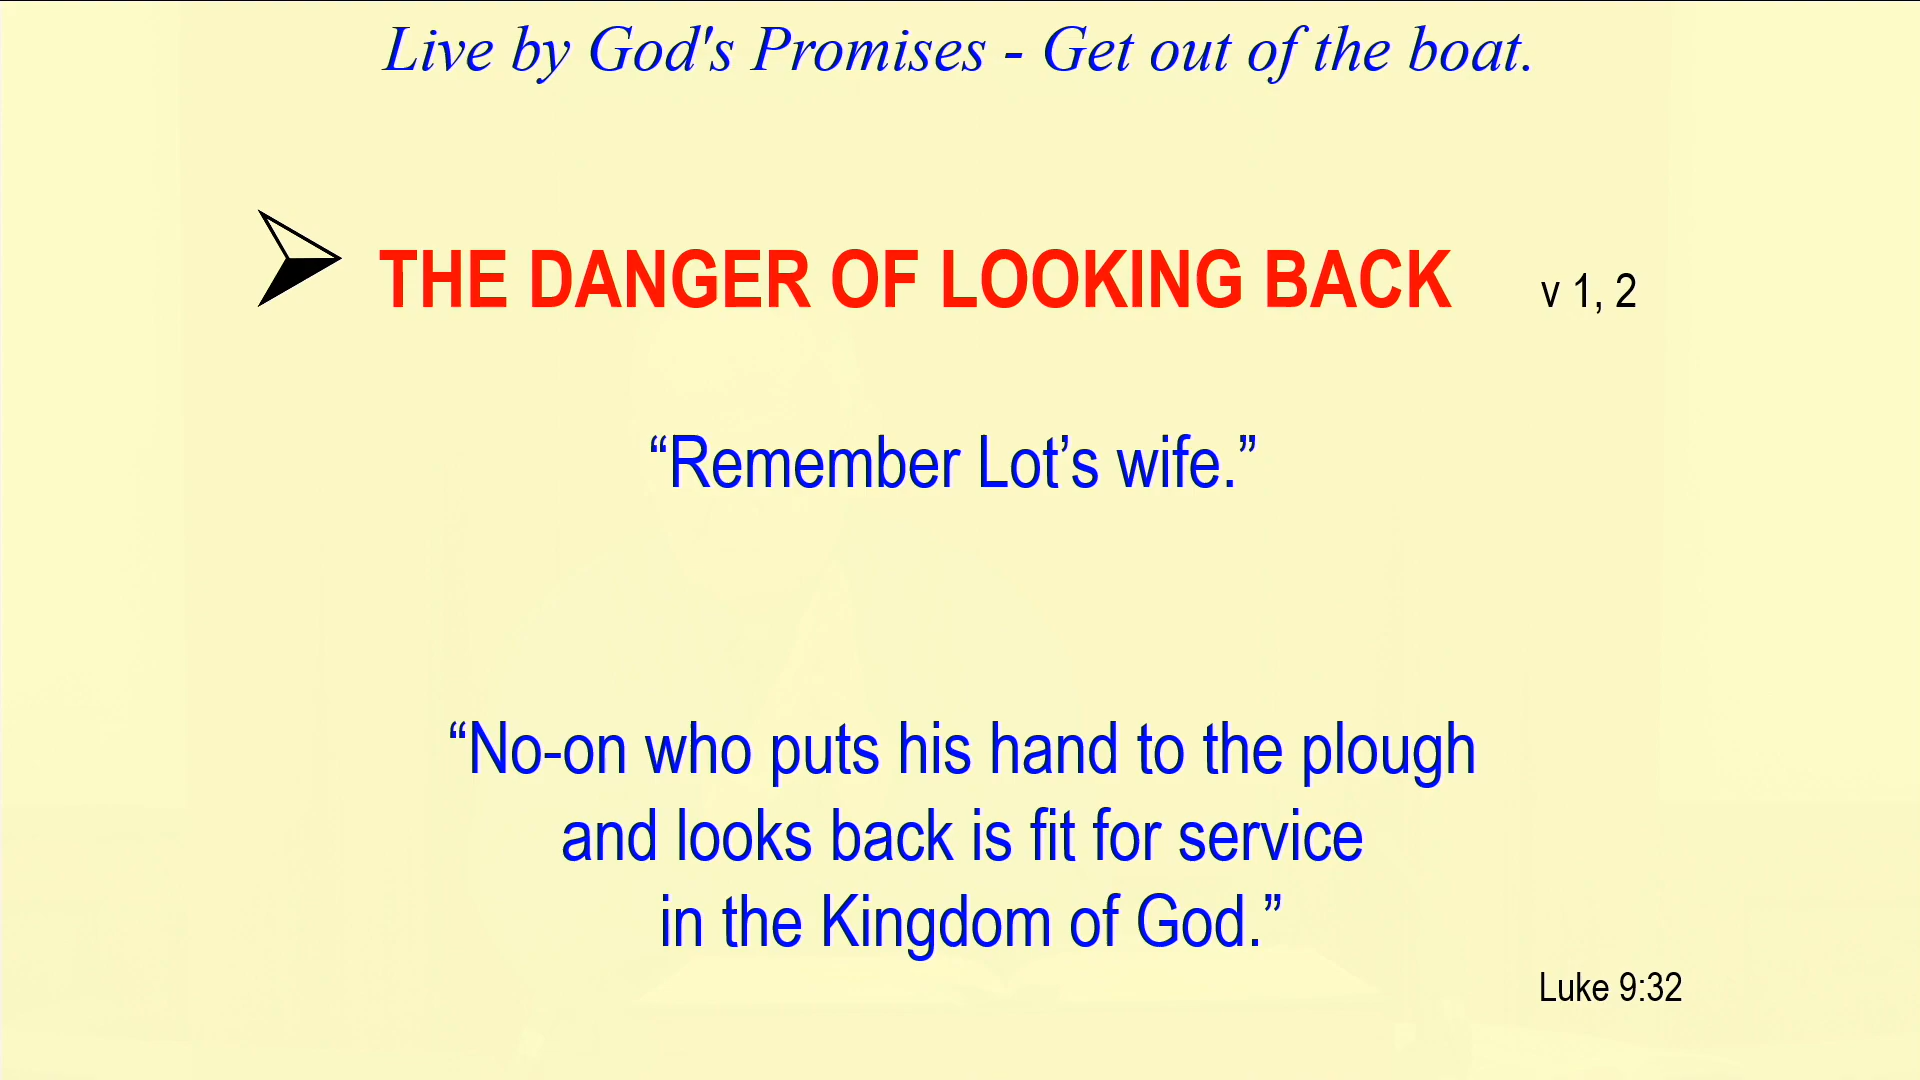 Live by God's Promises - Get out of the boat.
THE DANGER OF LOOKING BACK v 1, 2
“Remember Lot’s wife.”
“No-on who puts his hand to the plough
and looks back is fit for service
in the Kingdom of God.”
Luke 9:32